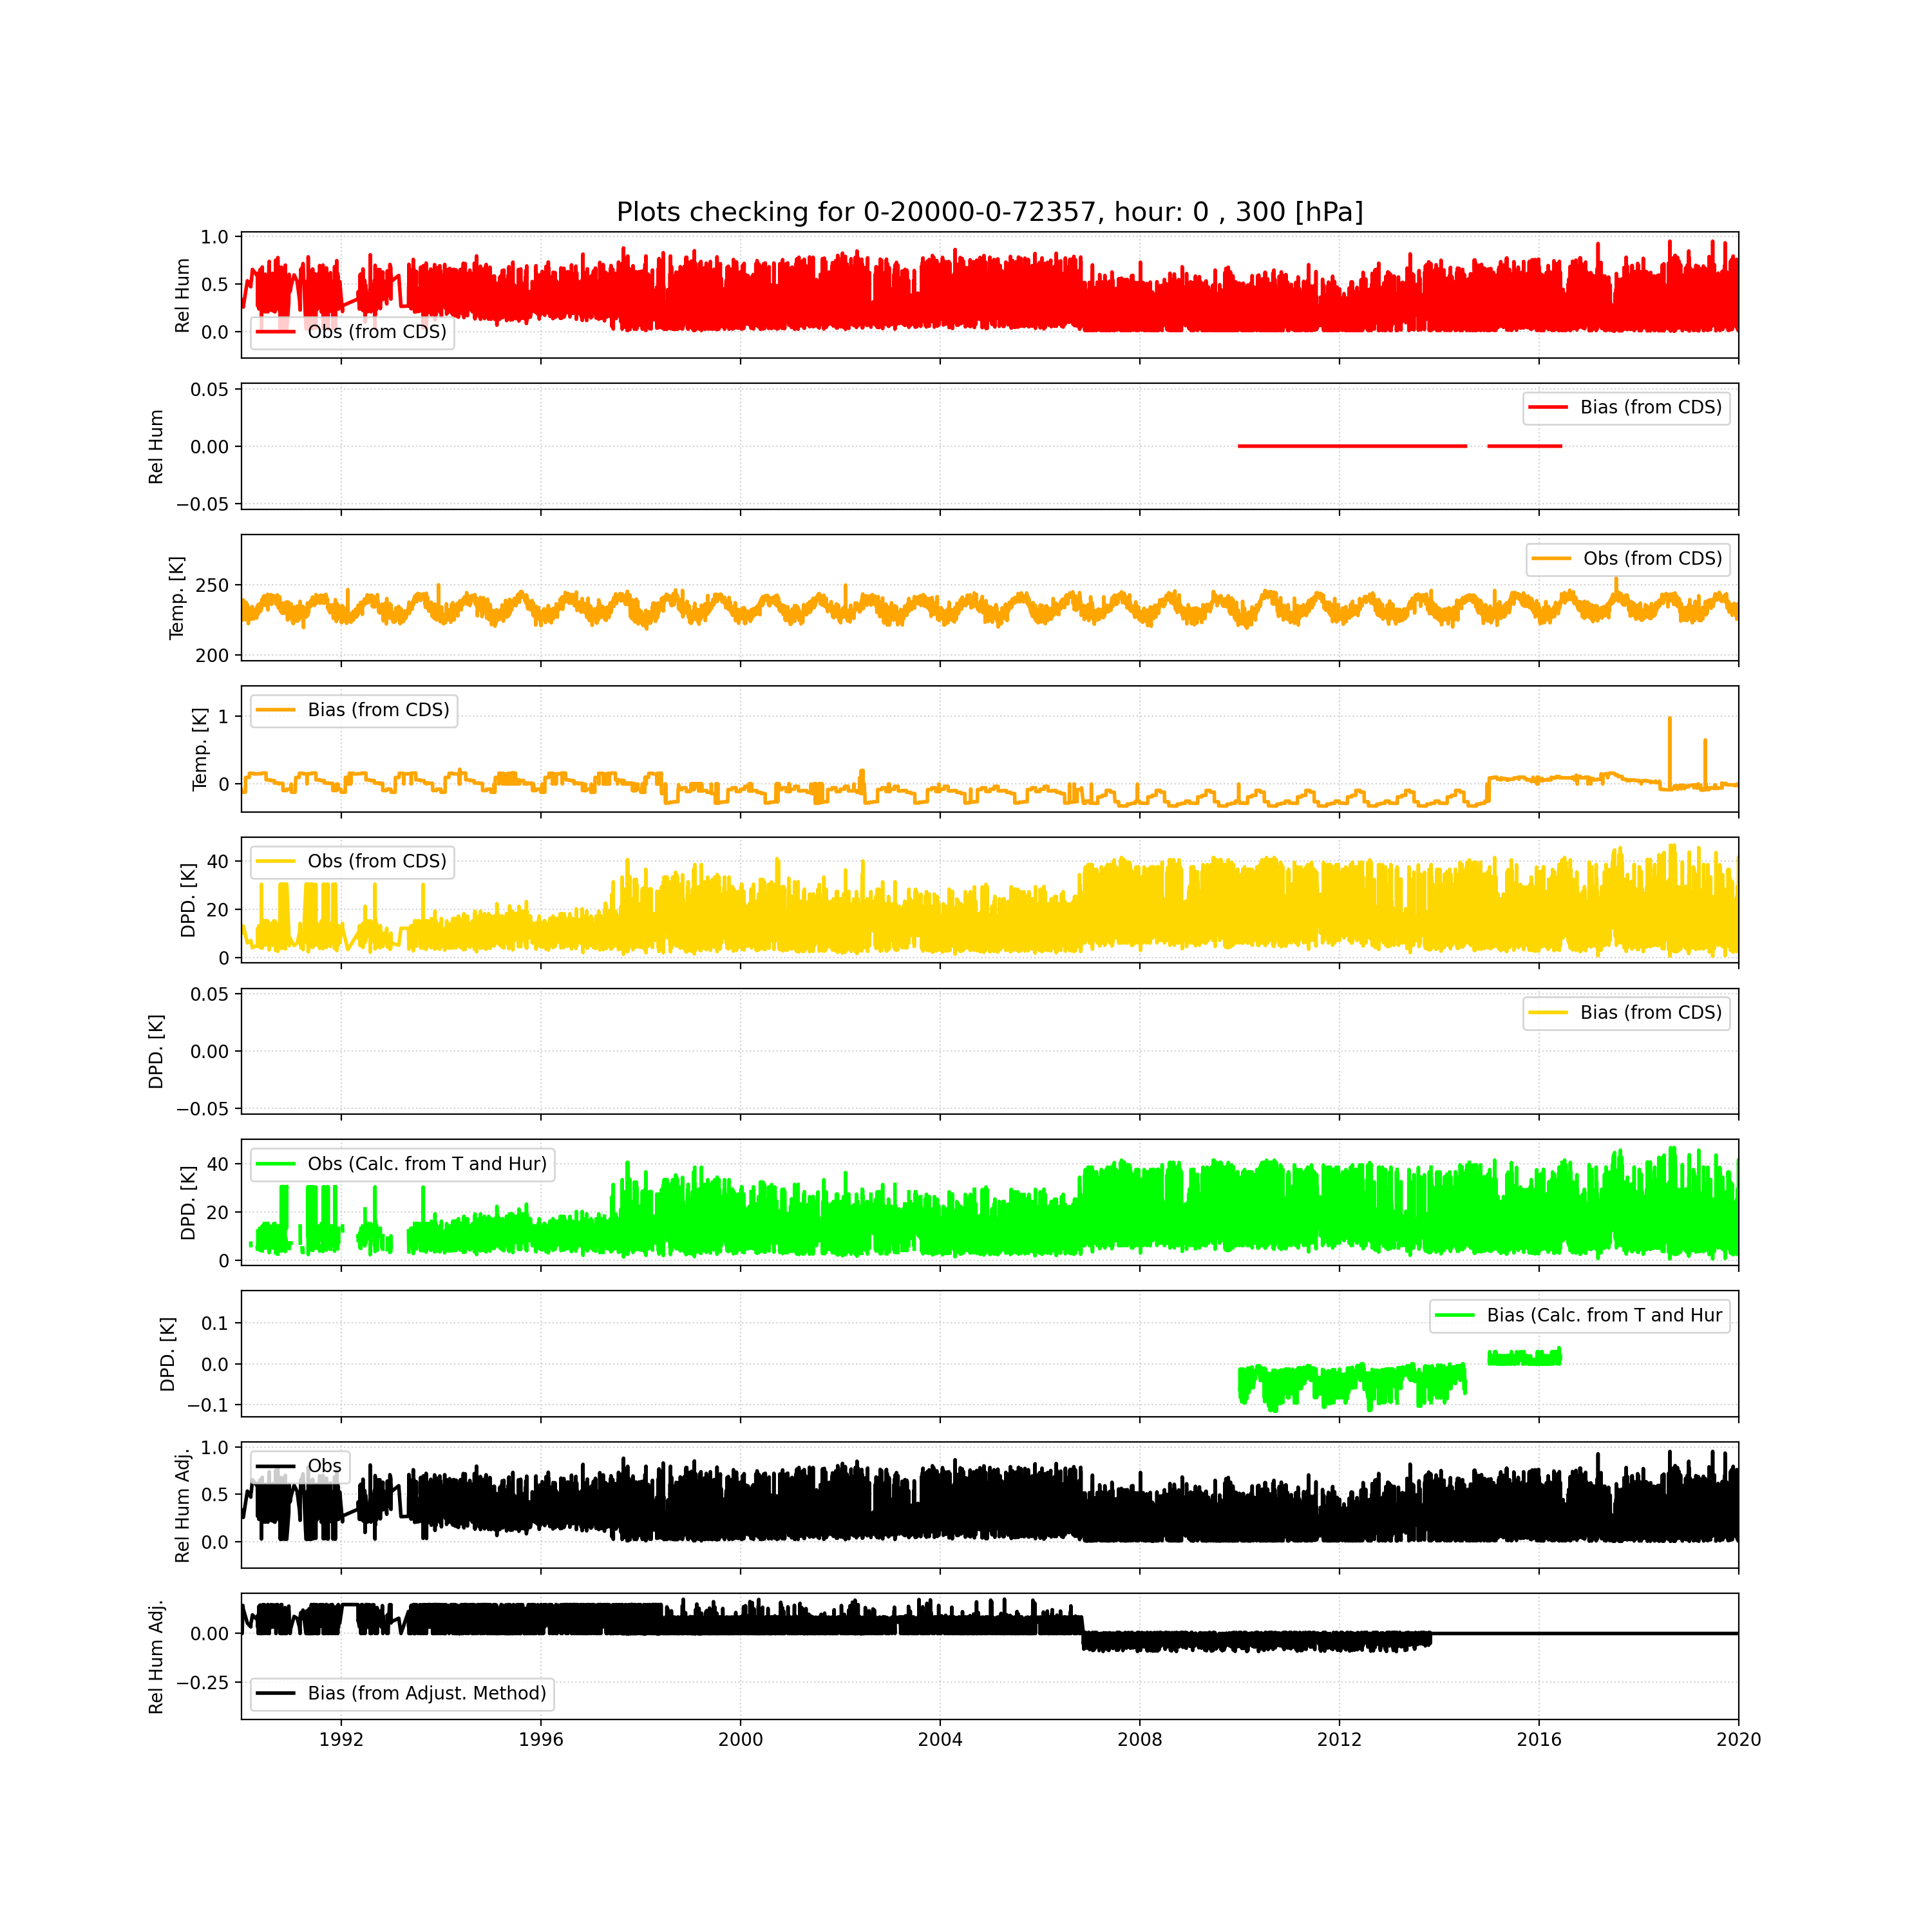 Plots checking for 0-20000-0-72357, hour: 0 , 300 [hPa]
Rel Hum
1.0
0.5
0.0
Obs (from CDS)
Rel Hum
0.05
0.00
−0.05
Bias (from CDS)
Temp. [K]
250
200
Obs (from CDS)
Temp. [K]
1
0
Bias (from CDS)
DPD. [K]
40
20
0
Obs (from CDS)
DPD. [K]
0.05
0.00
−0.05
Bias (from CDS)
DPD. [K]
40
20
0
Obs (Calc. from T and Hur)
DPD. [K]
0.1
0.0
−0.1
Bias (Calc. from T and Hur
Rel Hum Adj.
1.0
0.5
0.0
Obs
Rel Hum Adj.
0.00
−0.25
Bias (from Adjust. Method)
1992 1996 2000 2004 2008 2012 2016 2020